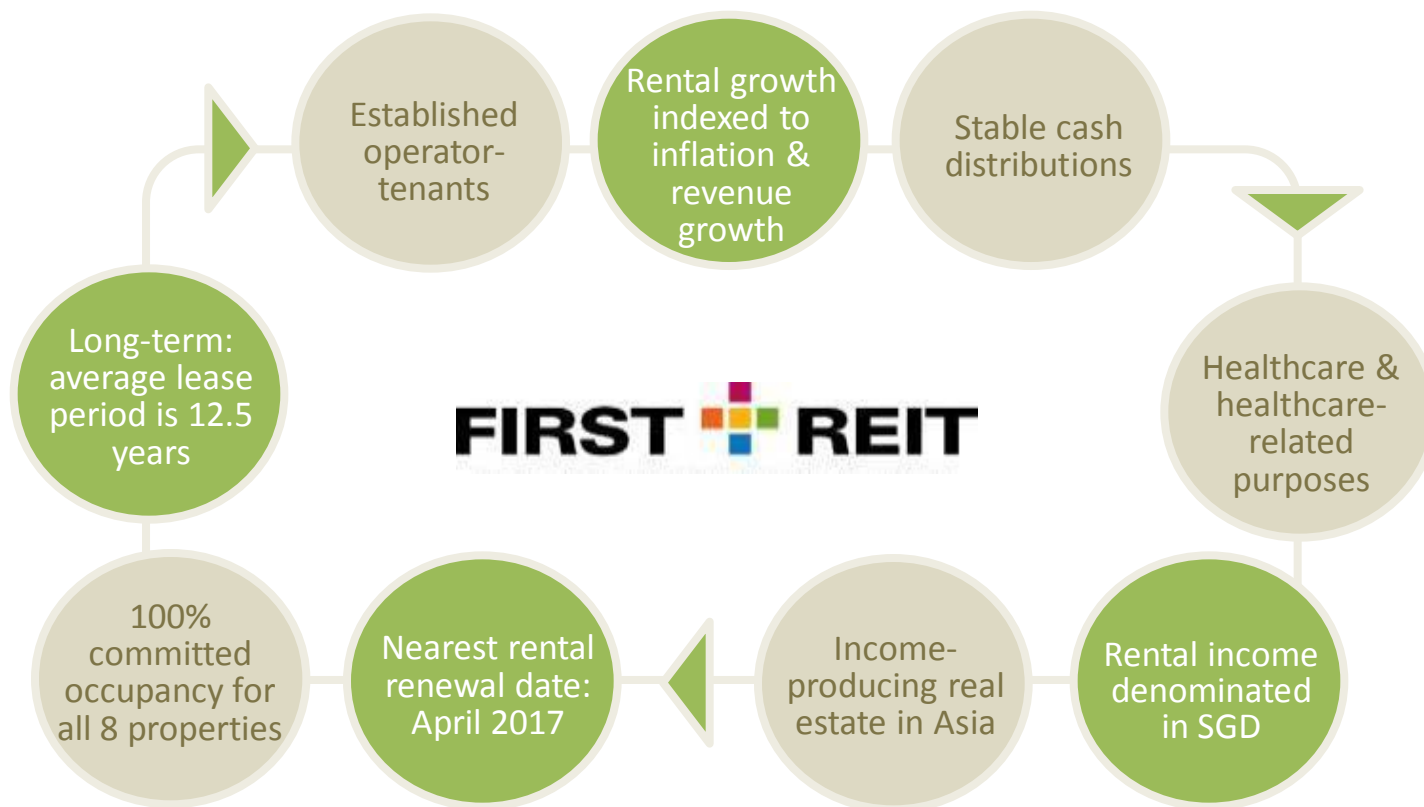 Established
operator-
tenants
Rental growth
indexed to
inflation &
revenue
growth
Stable cash
distributions
Healthcare &
healthcare-
related
purposes
Rental income
denominated
in SGD
Income-
producing real
estate in Asia
Nearest rental
renewal date:
April 2017
100%
committed
occupancy for
all 8 properties
Long-term:
average lease
period is 12.5
years
FIRST REIT